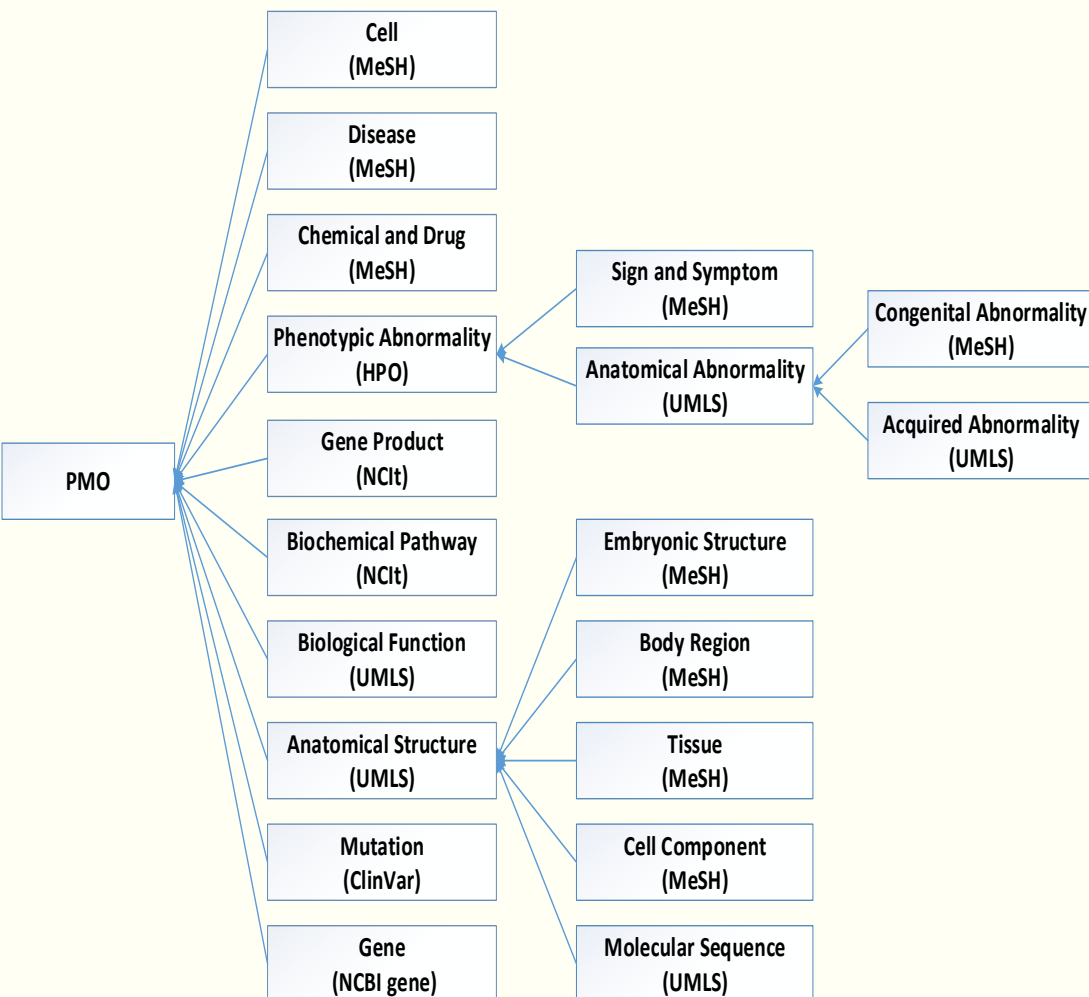 Cell
(MeSH)
Disease
(MeSH)
Chemical and Drug
(MeSH)
Phenotypic Abnormality
(HPO)
Gene Product
(NCIt)
Biochemical Pathway
(NCIt)
Biological Function
(UMLS)
Anatomical Structure
(UMLS)
Mutation
(ClinVar)
Gene
(NCBI gene)
PMO
Sign and Symptom
(MeSH)
Anatomical Abnormality
(UMLS)
Congenital Abnormality
(MeSH)
Acquired Abnormality
(UMLS)
Embryonic Structure
(MeSH)
Body Region
(MeSH)
Tissue
(MeSH)
Cell Component
(MeSH)
Molecular Sequence
(UMLS)